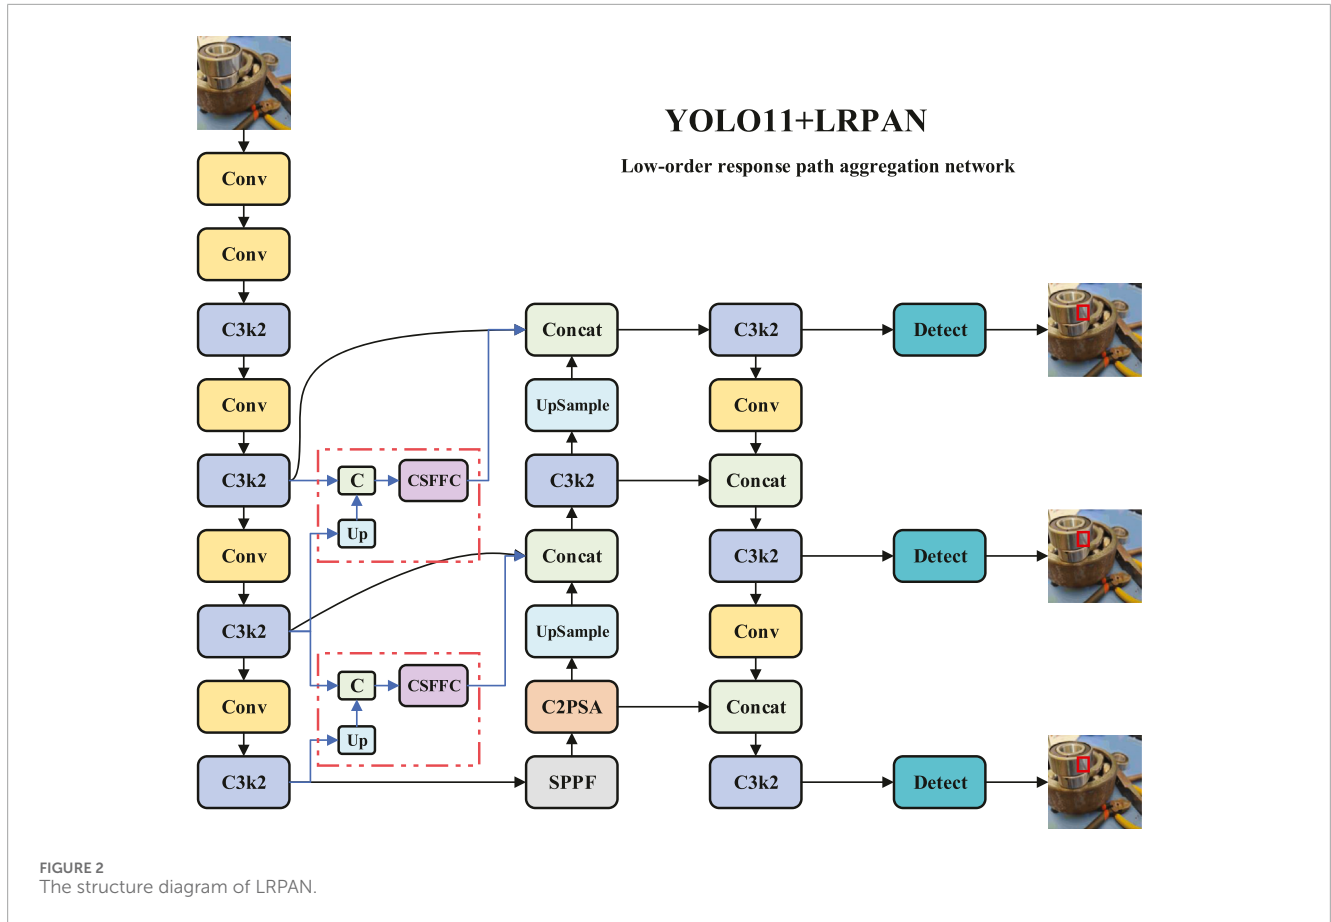 YOLO11+LRPAN
Low-order response path aggregation network
Conv
Conv
C3k2
Conv
C3k2
Conv
C3k2
Conv
C3k2
C
CSFFC
Up
C
CSFFC
Up
Concat
UpSample
C3k2
Concat
UpSample
C2PSA
SPPF
C3k2
Conv
Concat
C3k2
Conv
Concat
C3k2
Detect
Detect
Detect
FIGURE 2
The structure diagram of LRPAN.